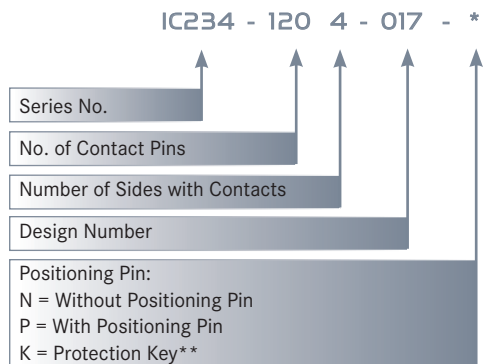 IC234 - 120 4 - 017 - *
Series No.
No. of Contact Pins
Number of Sides with Contacts
Design Number
Positioning Pin:
N = Without Positioning Pin
P = With Positioning Pin
K = Protection Key**